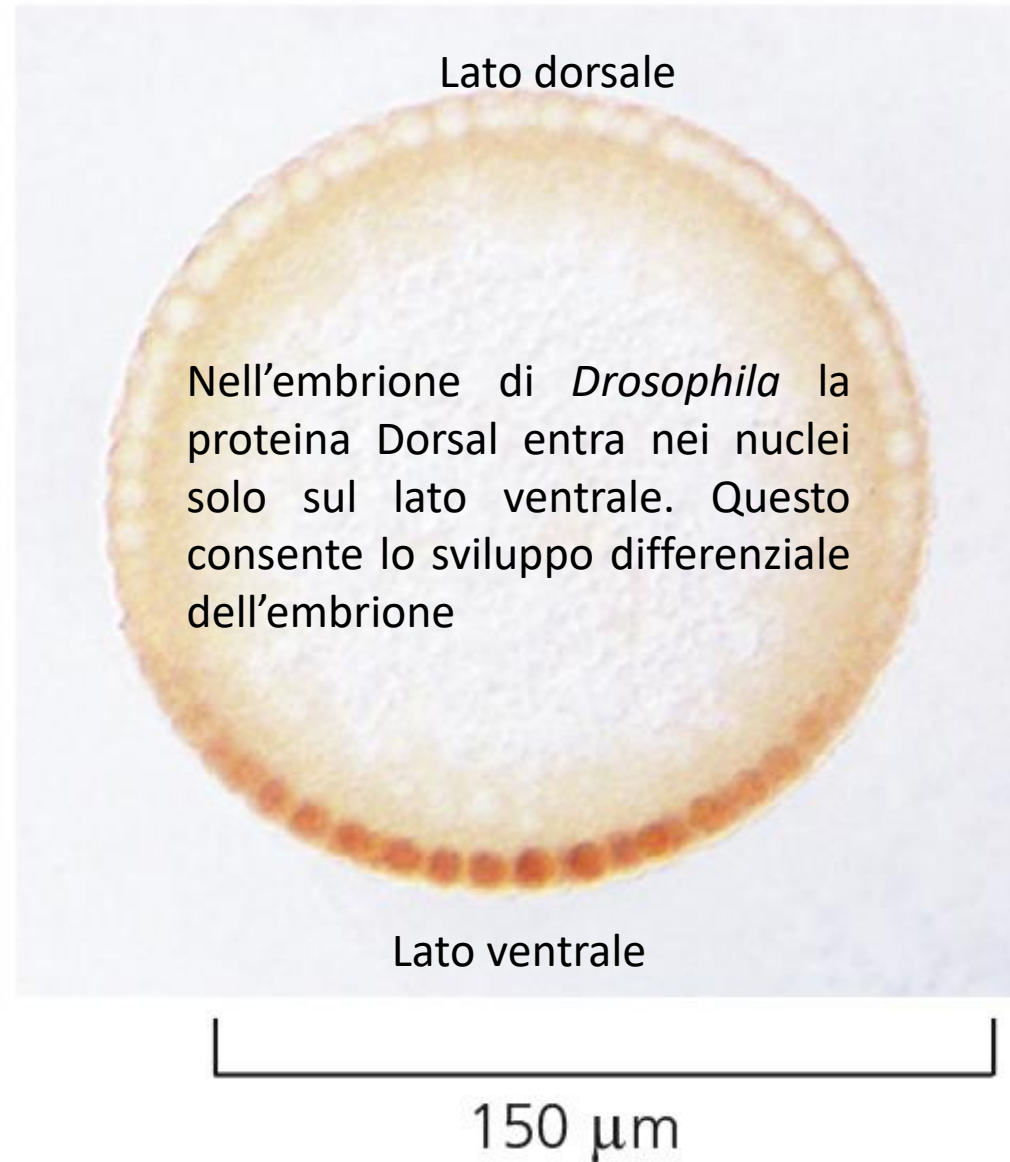 Lato dorsale
Nell’embrione di Drosophila la
proteina Dorsal entra nei nuclei
solo sul lato ventrale. Questo
consente lo sviluppo differenziale
dell’embrione
Lato ventrale
150 μm